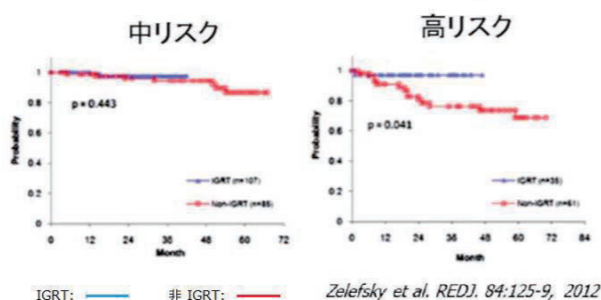 中リスク
高リスク
1
0.8
0.6
0.4
0.2
0
Probability
p = 0.443
IGRT (n=107)
Non-IGRT (n=85)
0 12 24 36 48 60 72
Month
1
0.8
0.6
0.4
0.2
0
Probability
p = 0.041
IGRT (n=35)
Non-IGRT (n=61)
0 12 24 36 48 60 72 84
Month
IGRT:
非 IGRT:
Zelefsky et al. REDJ. 84:125-9, 2012